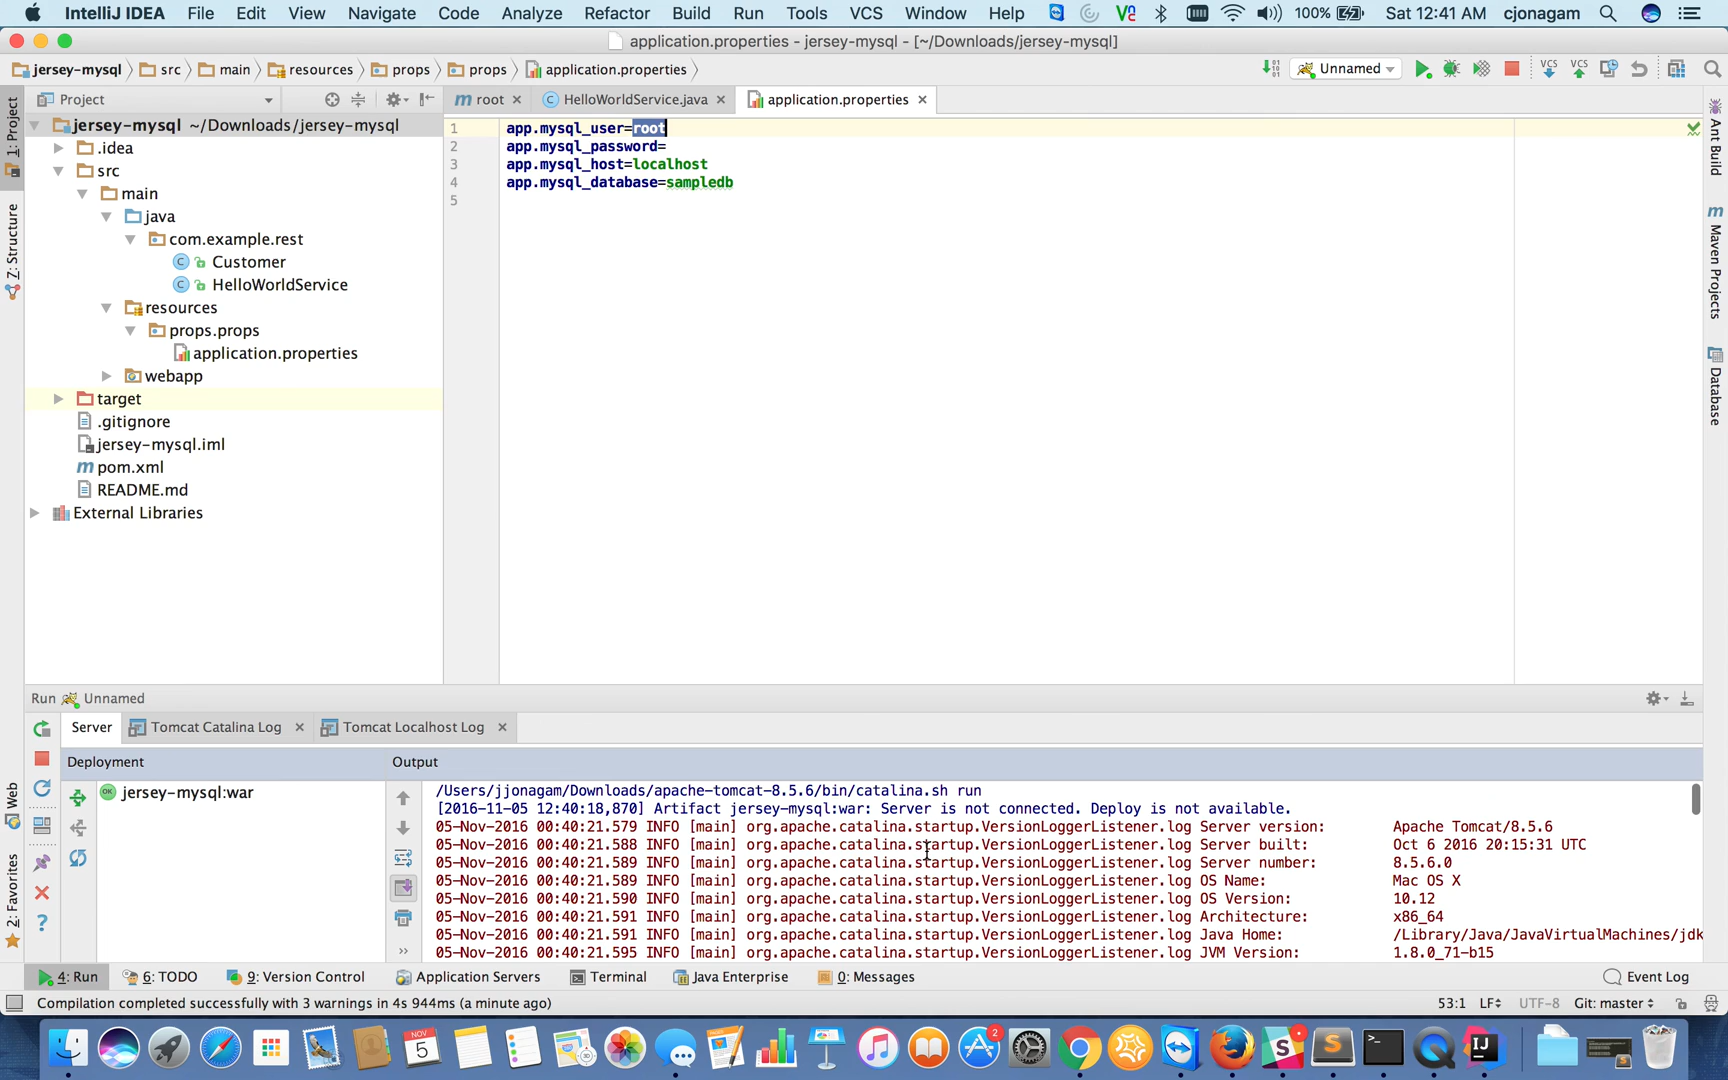 IntelliJ IDEA File Edit View Navigate Code Analyze Refactor Build Run Tools VCS Window Help 100% Sat 12:41 AM cjonagam
application.properties - jersey-mysql - [~/Downloads/jersey-mysql]
jersey-mysql src main resources props props application.properties Unnamed VCS VCS
Project root HelloWorldService.java application.properties
1: Project
Z: Structure
Web
2: Favorites
jersey-mysql ~/Downloads/jersey-mysql
.idea
src
main
java
com.example.rest
Customer
HelloWorldService
resources
props.props
application.properties
webapp
target
.gitignore
jersey-mysql.iml
pom.xml
README.md
External Libraries
1 app.mysql_user=root
2 app.mysql_password=
3 app.mysql_host=localhost
4 app.mysql_database=sampledb
5
Ant Build
Maven Projects
Database
Run Unnamed
Server Tomcat Catalina Log Tomcat Localhost Log
Deployment Output
jersey-mysql:war
/Users/jjonagam/Downloads/apache-tomcat-8.5.6/bin/catalina.sh run
[2016-11-05 12:40:18,870] Artifact jersey-mysql:war: Server is not connected. Deploy is not available.
05-Nov-2016 00:40:21.579 INFO [main] org.apache.catalina.startup.VersionLoggerListener.log Server version: Apache Tomcat/8.5.6
05-Nov-2016 00:40:21.588 INFO [main] org.apache.catalina.startup.VersionLoggerListener.log Server built: Oct 6 2016 20:15:31 UTC
05-Nov-2016 00:40:21.589 INFO [main] org.apache.catalina.startup.VersionLoggerListener.log Server number: 8.5.6.0
05-Nov-2016 00:40:21.589 INFO [main] org.apache.catalina.startup.VersionLoggerListener.log OS Name: Mac OS X
05-Nov-2016 00:40:21.590 INFO [main] org.apache.catalina.startup.VersionLoggerListener.log OS Version: 10.12
05-Nov-2016 00:40:21.591 INFO [main] org.apache.catalina.startup.VersionLoggerListener.log Architecture: x86_64
05-Nov-2016 00:40:21.591 INFO [main] org.apache.catalina.startup.VersionLoggerListener.log Java Home: /Library/Java/JavaVirtualMachines/jdk
05-Nov-2016 00:40:21.595 INFO [main] org.apache.catalina.startup.VersionLoggerListener.log JVM Version: 1.8.0_71-b15
4: Run 6: TODO 9: Version Control Application Servers Terminal Java Enterprise 0: Messages Event Log
Compilation completed successfully with 3 warnings in 4s 944ms (a minute ago) 53:1 LF UTF-8 Git: master
NOV
5
2
IJ